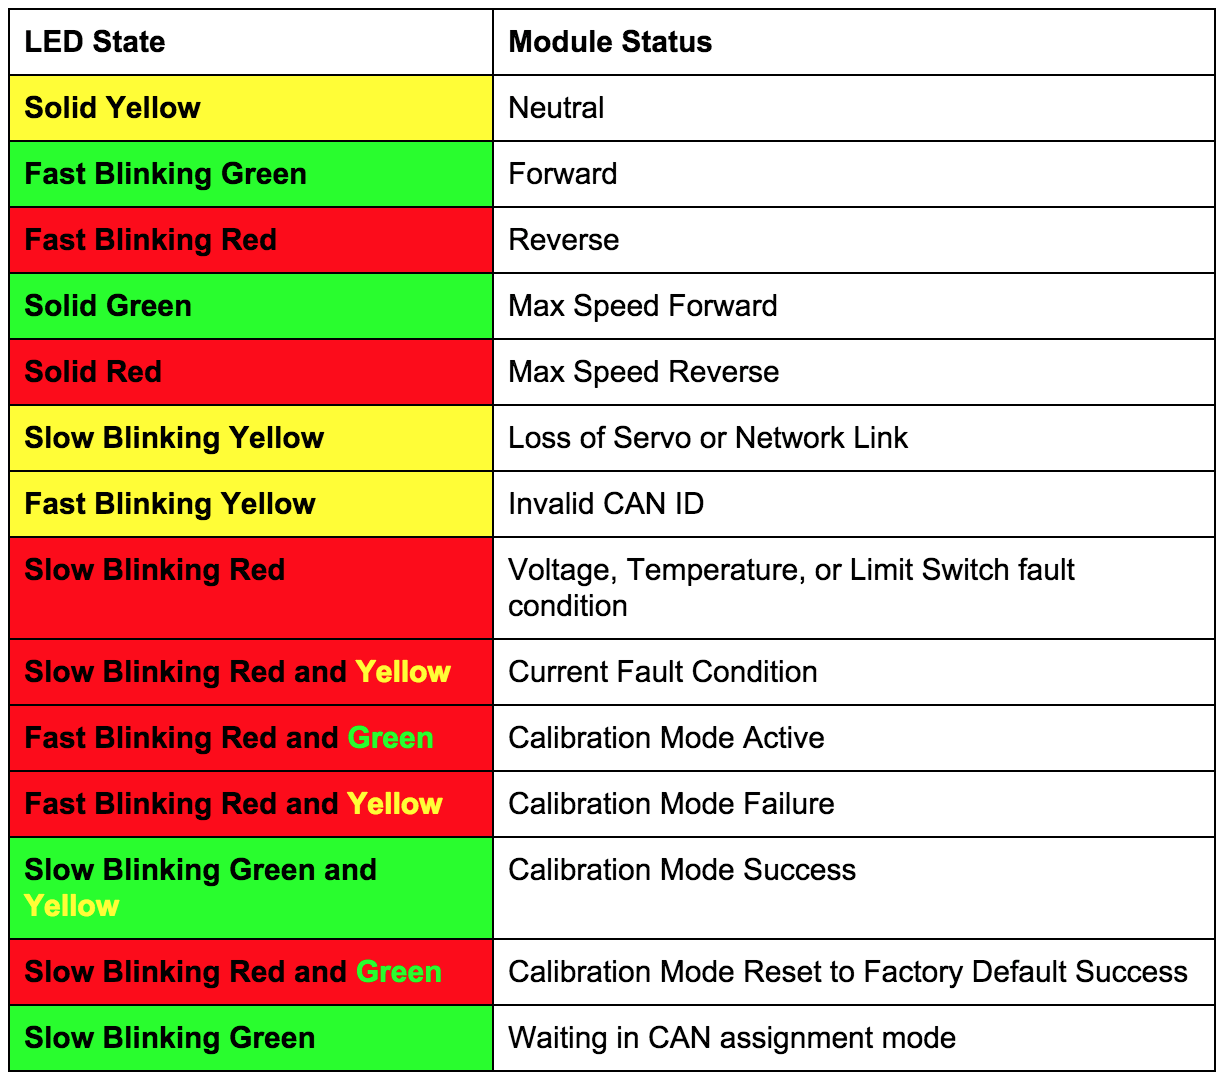 LED State
Module Status
Solid Yellow
Neutral
Fast Blinking Green
Forward
Fast Blinking Red
Reverse
Solid Green
Max Speed Forward
Solid Red
Max Speed Reverse
Slow Blinking Yellow
Loss of Servo or Network Link
Fast Blinking Yellow
Invalid CAN ID
Slow Blinking Red
Voltage, Temperature, or Limit Switch fault
condition
Slow Blinking Red and Yellow
Current Fault Condition
Fast Blinking Red and Green
Calibration Mode Active
Fast Blinking Red and Yellow
Calibration Mode Failure
Slow Blinking Green and
Yellow
Calibration Mode Success
Slow Blinking Red and Green
Calibration Mode Reset to Factory Default Success
Slow Blinking Green
Waiting in CAN assignment mode